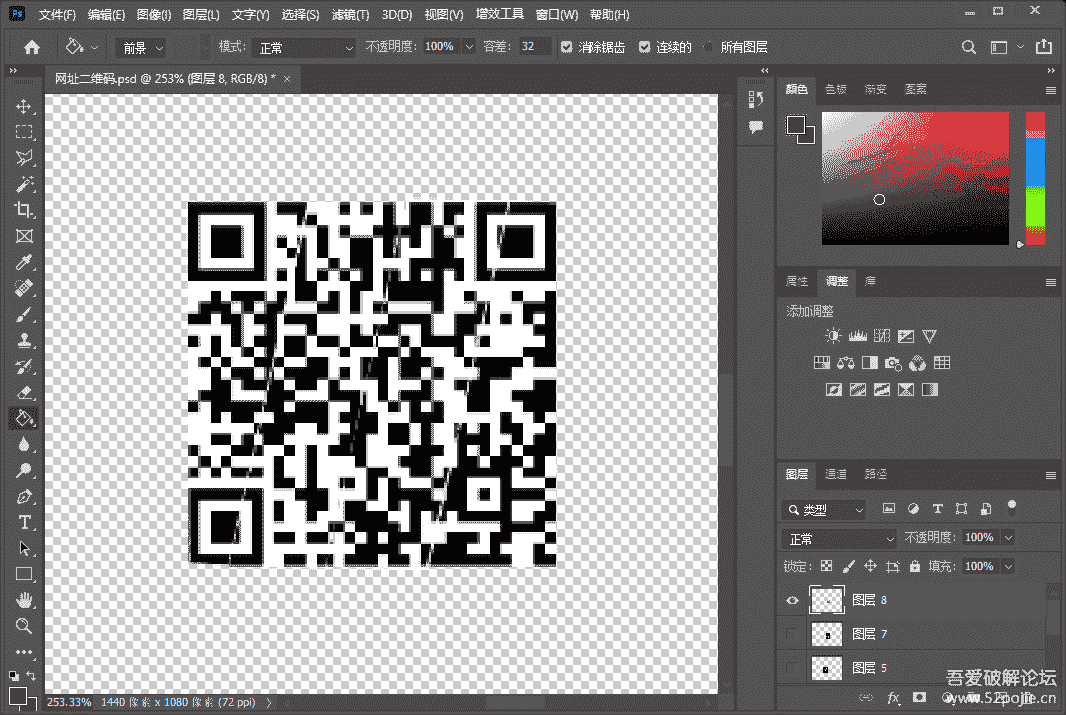 Ps 文件(F) 编辑(E) 图像(I) 图层(L) 文字(Y) 选择(S) 滤镜(T) 3D(D) 视图(V) 增效工具 窗口(W) 帮助(H)
前景 模式: 正常 不透明度: 100% 容差: 32 消除锯齿 连续的 所有图层
网址二维码.psd @ 253% (图层 8, RGB/8) * ×
颜色 色板 渐变 图案
属性 调整 库
添加调整
图层 通道 路径
类型
正常 不透明度: 100%
锁定: 填充: 100%
图层 8
图层 7
图层 5
fx
253.33% 1440 像素 x 1080 像素 (72 ppi)
吾爱破解论坛
www.52pojie.cn